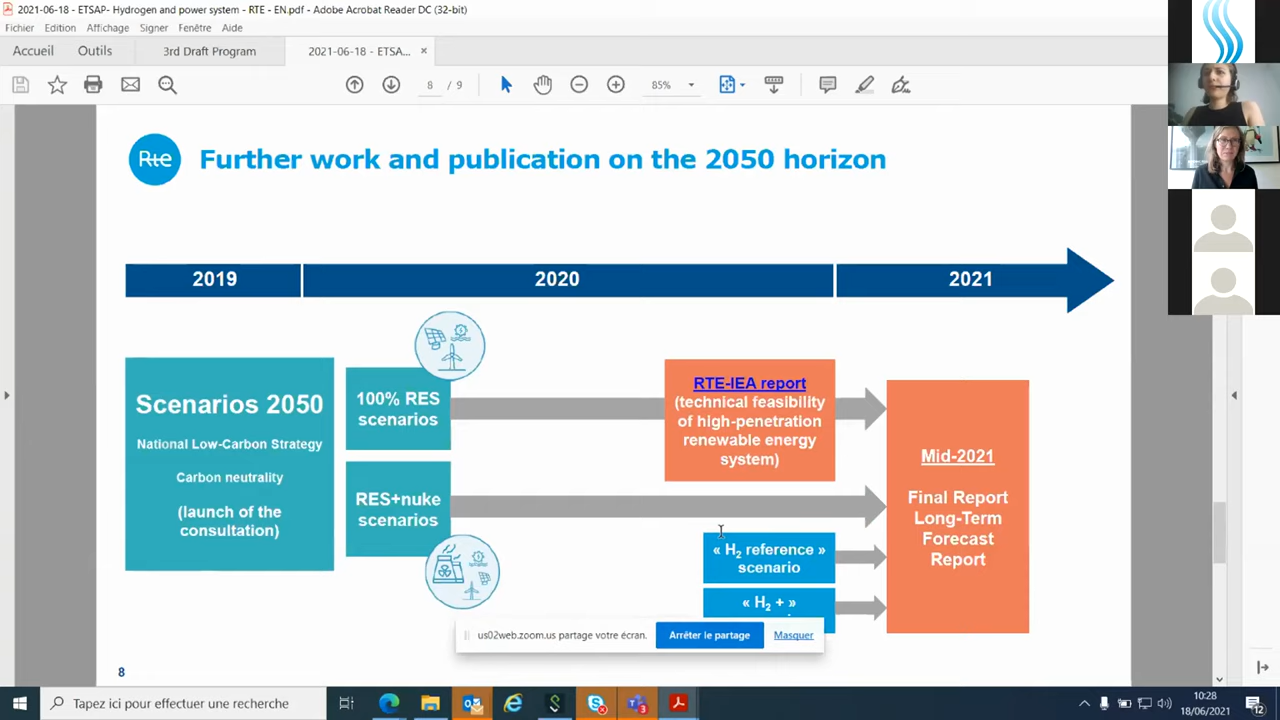 2021-06-18 - ETSAP- Hydrogen and power system - RTE - EN.pdf - Adobe Acrobat Reader DC (32-bit)
Fichier Edition Affichage Signer Fenêtre Aide
Accueil Outils 3rd Draft Program 2021-06-18 - ETSA... ×
8 / 9 85%
Rte
Further work and publication on the 2050 horizon
2019 2020 2021
Scenarios 2050
National Low-Carbon Strategy
Carbon neutrality
(launch of the
consultation)
100% RES
scenarios
RES+nuke
scenarios
RTE-IEA report
(technical feasibility
of high-penetration
renewable energy
system)
« H2 reference »
scenario
« H2 + »
Mid-2021
Final Report
Long-Term
Forecast
Report
us02web.zoom.us partage votre écran. Arrêter le partage Masquer
8
Tapez ici pour effectuer une recherche
3
10:28
18/06/2021
12